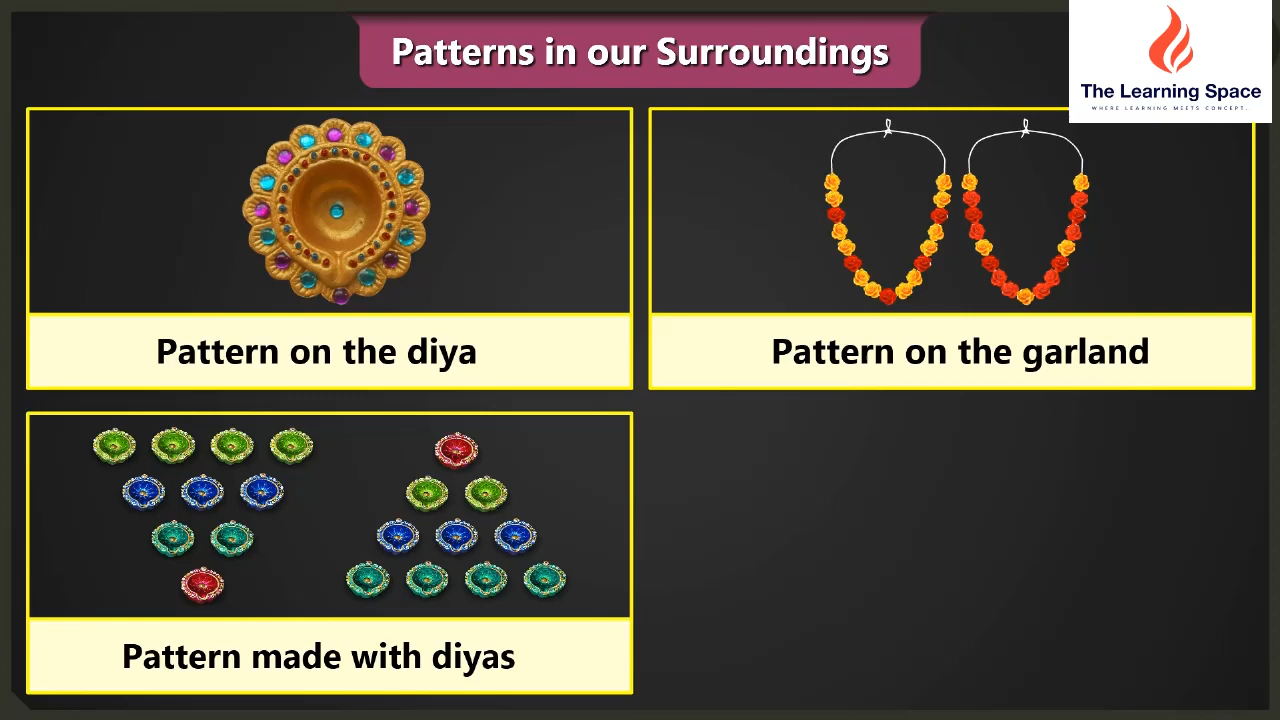 Patterns in our Surroundings
The Learning Space
WHERE LEARNING MEETS CONCEPT.
Pattern on the diya
Pattern on the garland
Pattern made with diyas